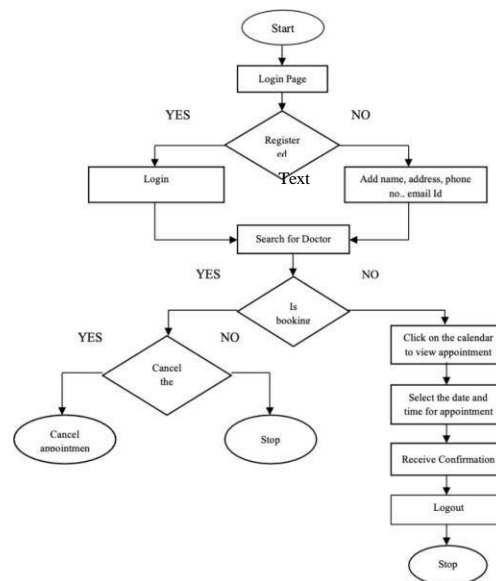 Start
Login Page
YES
NO
Register
ed
Text
Login
Add name, address, phone
no., email Id
Search for Doctor
YES
NO
Is
booking
YES
NO
Cancel
the
Click on the calendar
to view appointment
Select the date and
time for appointment
Cancel
appointmen
Stop
Receive Confirmation
Logout
Stop